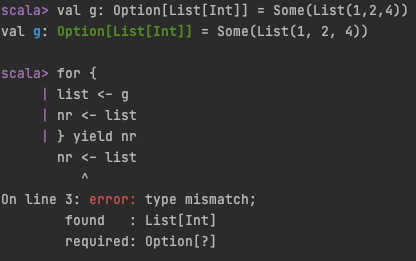 scala> val g: Option[List[Int]] = Some(List(1,2,4))
val g: Option[List[Int]] = Some(List(1, 2, 4))
scala> for {
     | list <- g
     | nr <- list
     | } yield nr
       nr <- list
          ^
On line 3: error: type mismatch;
        found   : List[Int]
        required: Option[?]